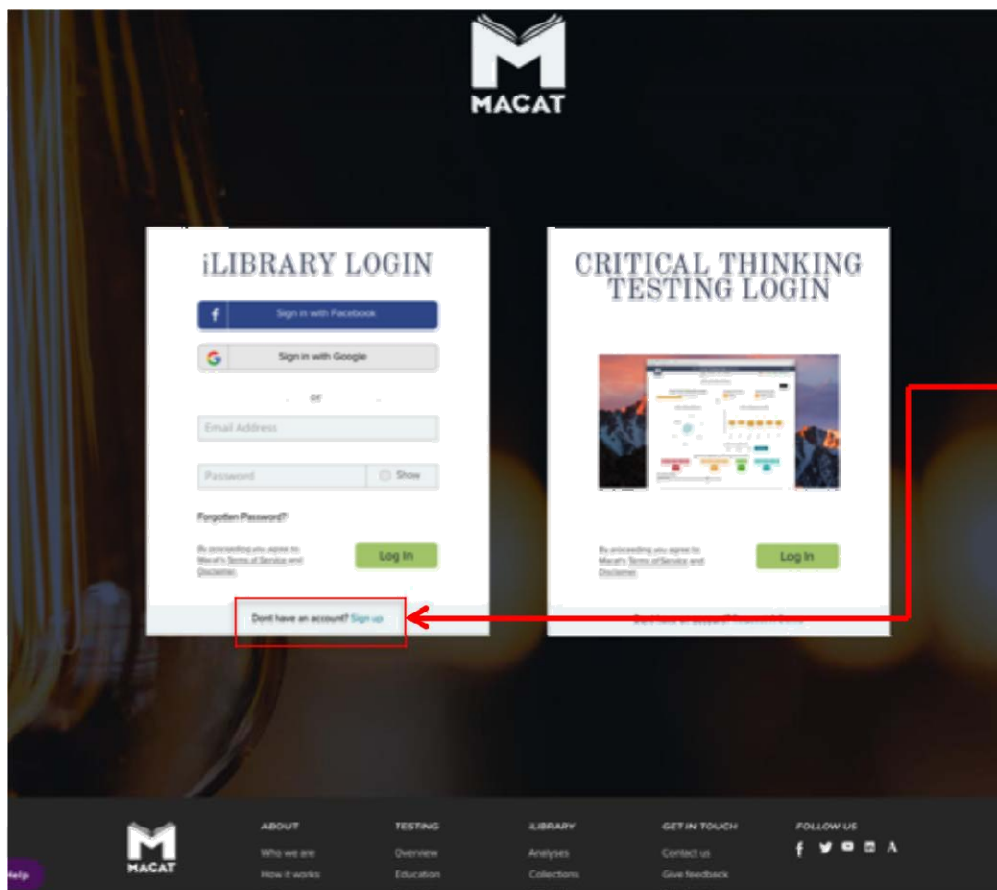 MACAT
iLIBRARY LOGIN
f Sign in with Facebook
G Sign in with Google
or
Email Address
Password Show
Forgotten Password?
By proceeding you agree to
Macat's Terms of Service and
Disclaimer.
Log In
Dont have an account? Sign up
CRITICAL THINKING
TESTING LOGIN
By proceeding you agree to
Macat's Terms of Service and
Disclaimer.
Log In
MACAT
ABOUT
Who we are
How it works
TESTING
Overview
Education
iLIBRARY
Analyses
Collections
GET IN TOUCH
Contact us
Give feedback
FOLLOW US
Help